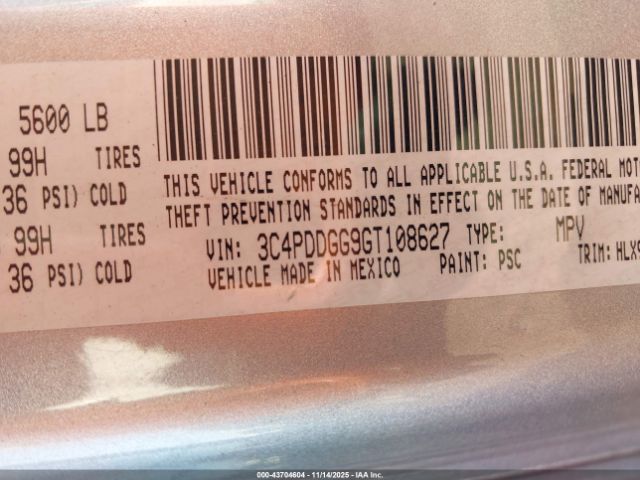 5600 LB
99H TIRES
36 PSI) COLD
99H TIRES
36 PSI) COLD
THIS VEHICLE CONFORMS TO ALL APPLICABLE U.S.A. FEDERAL MOT
THEFT PREVENTION STANDARDS IN EFFECT ON THE DATE OF MANUFA
VIN: 3C4PDDGG9GT108627 TYPE: MPV
VEHICLE MADE IN MEXICO PAINT: PSC TRIM: HLX9
000-43704604 | 11/14/2025 | IAA Inc.